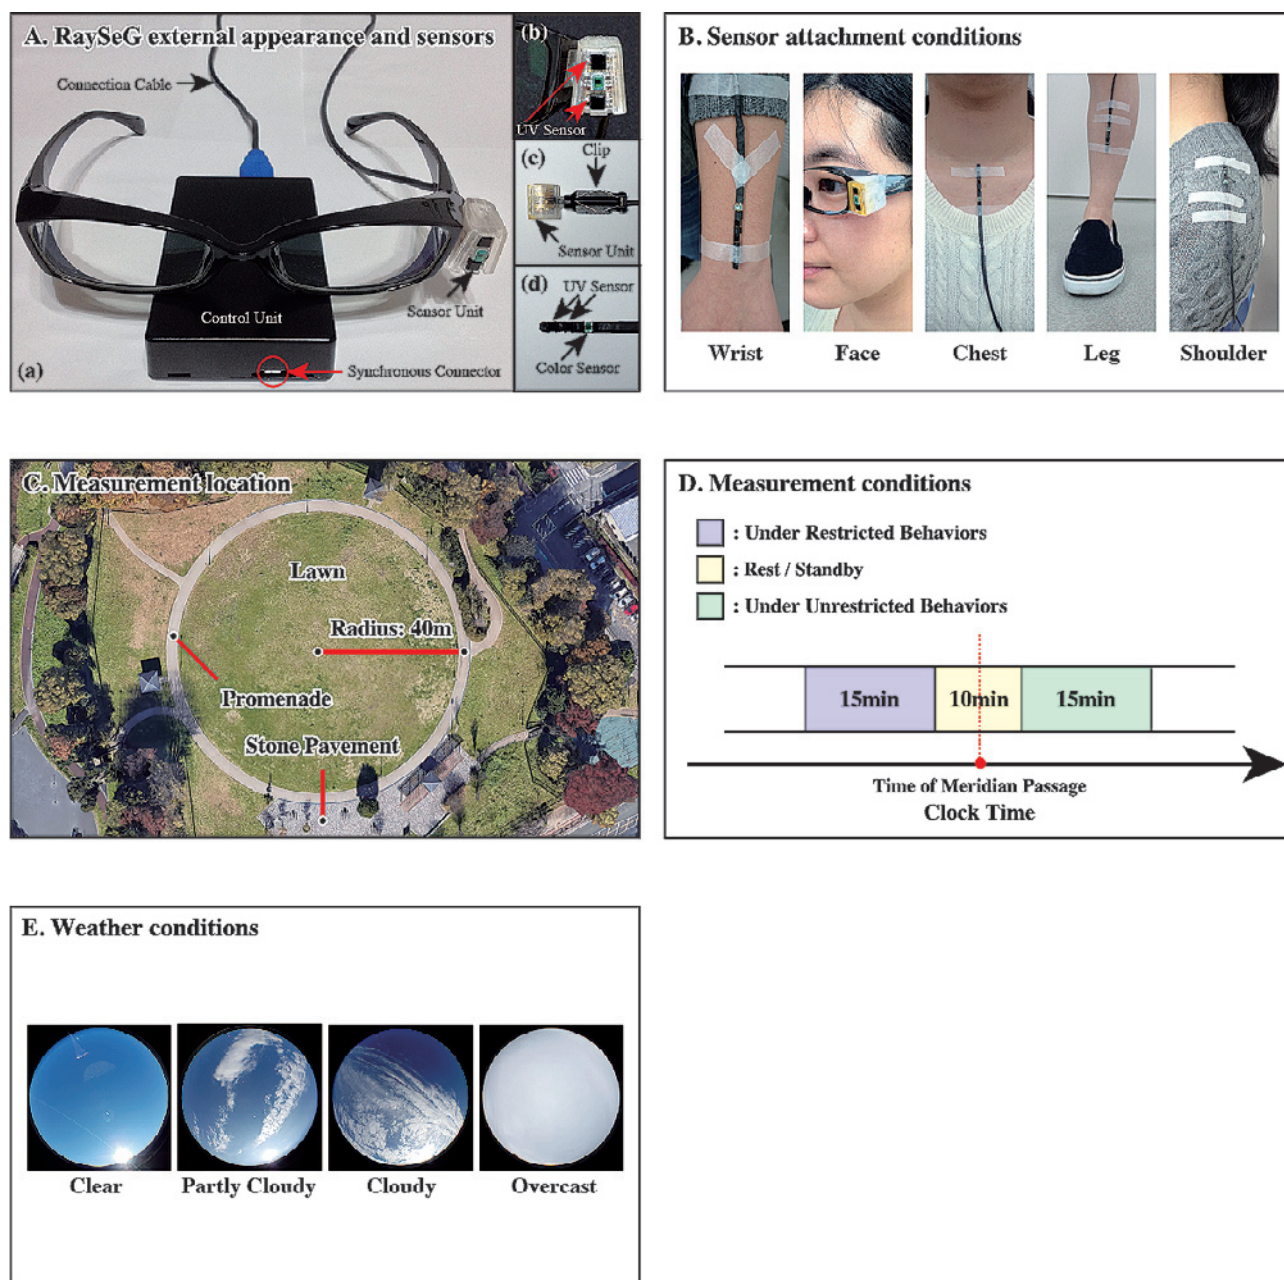 A. RaySeG external appearance and sensors
Connection Cable
Control Unit
Sensor Unit
Synchronous Connector
(a)
(b)
UV Sensor
(c)
Clip
Sensor Unit
(d)
UV Sensor
Color Sensor
B. Sensor attachment conditions
Wrist
Face
Chest
Leg
Shoulder
C. Measurement location
Lawn
Radius: 40m
Promenade
Stone Pavement
D. Measurement conditions
: Under Restricted Behaviors
: Rest / Standby
: Under Unrestricted Behaviors
15min
10min
15min
Time of Meridian Passage
Clock Time
E. Weather conditions
Clear
Partly Cloudy
Cloudy
Overcast